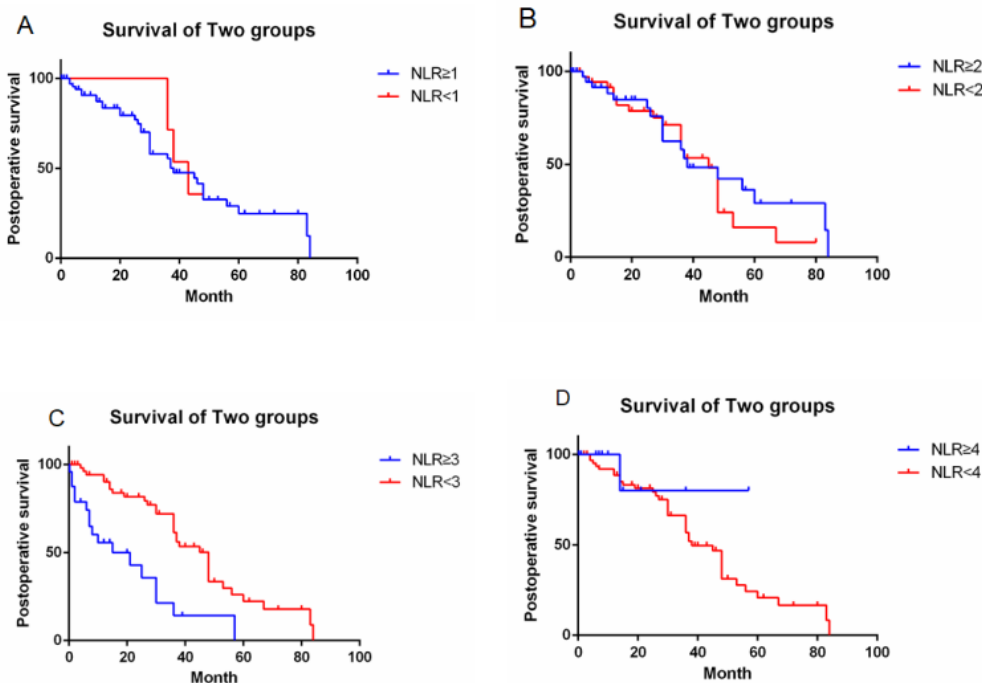 A
Survival of Two groups
Postoperative survival
100
50
0
0 20 40 60 80 100
Month
NLR≥1
NLR<1
B
Survival of Two groups
Postoperative survival
100
50
0
0 20 40 60 80 100
Month
NLR≥2
NLR<2
C
Survival of Two groups
Postoperative survival
100
50
0
0 20 40 60 80 100
Month
NLR≥3
NLR<3
D
Survival of Two groups
Postoperative survival
100
50
0
0 20 40 60 80 100
Month
NLR≥4
NLR<4